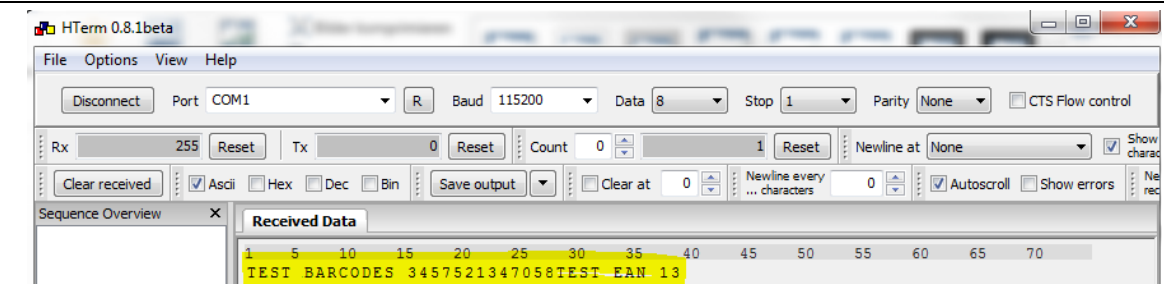 HTerm 0.8.1beta
File Options View Help
Disconnect Port COM1 R Baud 115200 Data 8 Stop 1 Parity None CTS Flow control
Rx 255 Reset Tx 0 Reset Count 0 1 Reset Newline at None Show
charac
Clear received Ascii Hex Dec Bin Save output Clear at 0 Newline every
... characters 0 Autoscroll Show errors Ne
rec
Sequence Overview X Received Data
1 5 10 15 20 25 30 35 40 45 50 55 60 65 70
TEST BARCODES 3457521347058TEST EAN 13